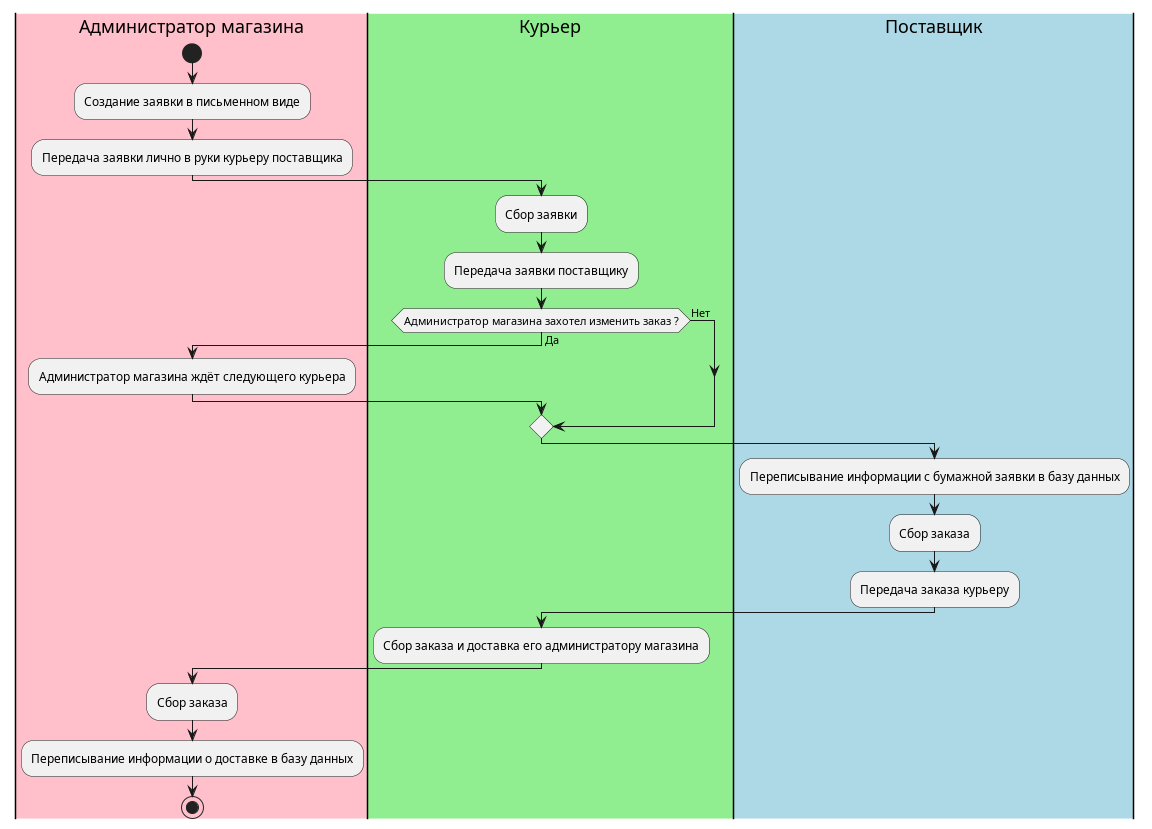 Администратор магазина
Курьер
Поставщик
Создание заявки в письменном виде
Передача заявки лично в руки курьеру поставщика
Сбор заявки
Передача заявки поставщику
Администратор магазина захотел изменить заказ ?
Нет
Да
Администратор магазина ждёт следующего курьера
Переписывание информации с бумажной заявки в базу данных
Сбор заказа
Передача заказа курьеру
Сбор заказа и доставка его администратору магазина
Сбор заказа
Переписывание информации о доставке в базу данных